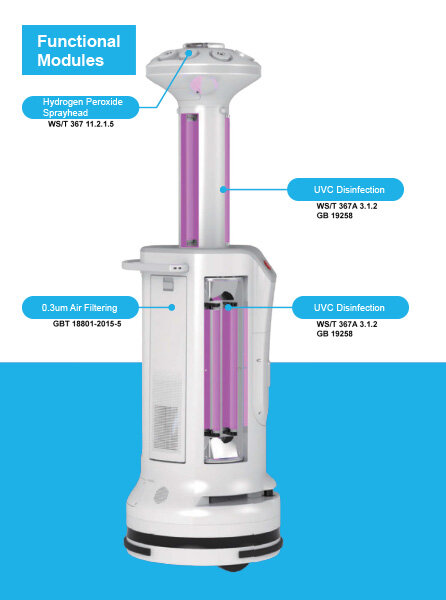 Functional
Modules
Hydrogen Peroxide
Sprayhead
WS/T 367 11.2.1.5
UVC Disinfection
WS/T 367A 3.1.2
GB 19258
0.3um Air Filtering
GBT 18801-2015-5
UVC Disinfection
WS/T 367A 3.1.2
GB 19258